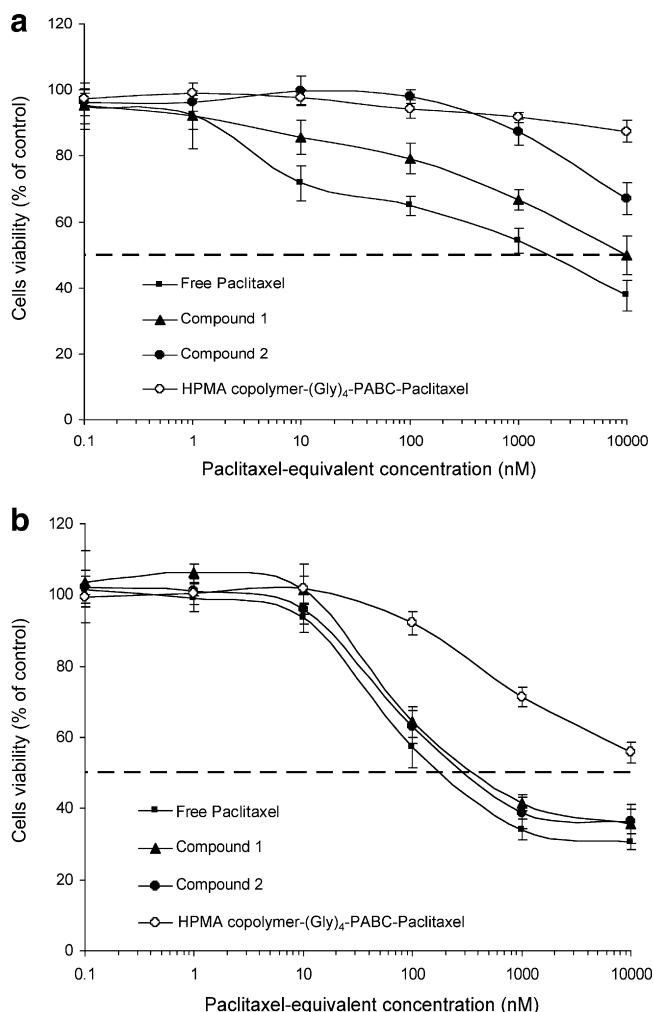 a
120
100
80
60
40
20
0
Cells viability (% of control)
Free Paclitaxel
Compound 1
Compound 2
HPMA copolymer-(Gly)4-PABC-Paclitaxel
0.1 1 10 100 1000 10000
Paclitaxel-equivalent concentration (nM)
b
120
100
80
60
40
20
0
Cells viability (% of control)
Free Paclitaxel
Compound 1
Compound 2
HPMA copolymer-(Gly)4-PABC-Paclitaxel
0.1 1 10 100 1000 10000
Paclitaxel-equivalent concentration (nM)